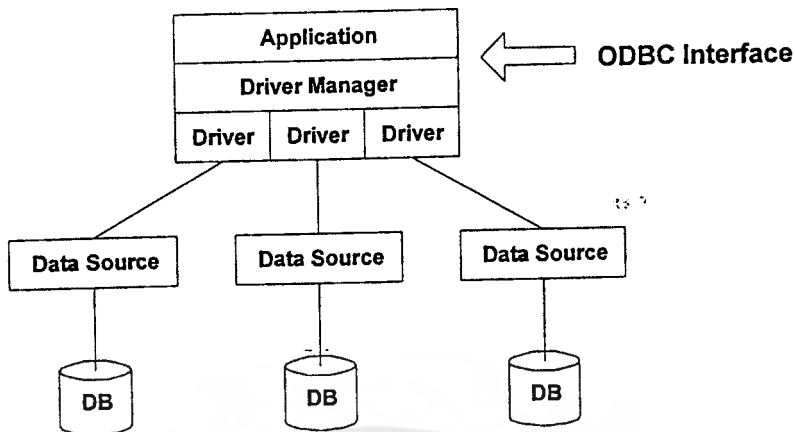 Application
ODBC Interface
Driver Manager
Driver Driver Driver
Data Source Data Source Data Source
DB DB DB